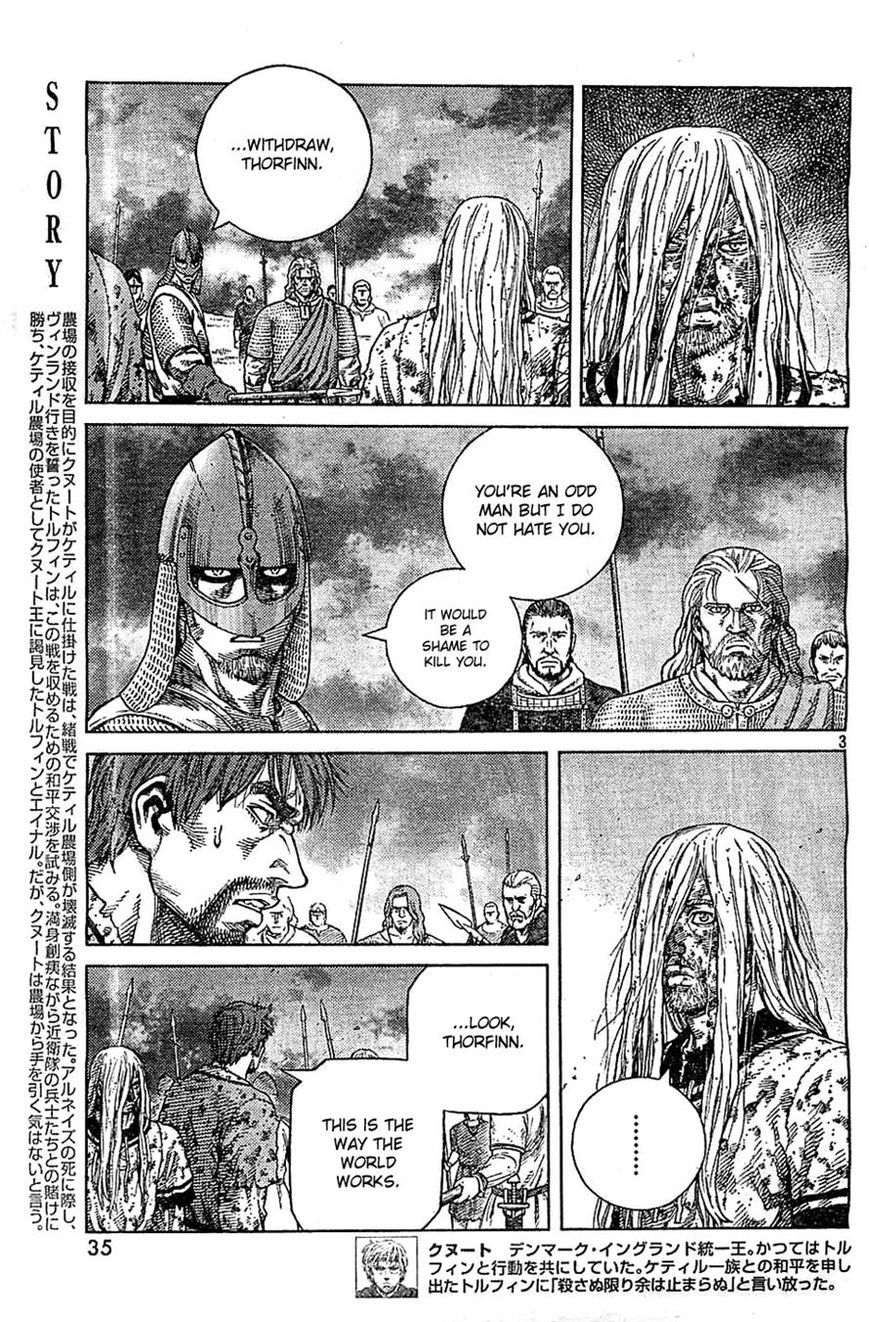 STORY
農場の接収を目的にクヌートがケティルに仕掛けた戦は、緒戦でケティル農場側が壊滅する結果となった。アルネイズの死に際し、
ヴィンランド行きを誓ったトルフィンは、この戦を収めるための和平交渉を試みる。満身創痍ながら近衛隊の兵士たちとの賭けに
勝ち、ケティル農場の使者としてクヌート王に謁見したトルフィンとエイナル。だが、クヌートは農場から手を引く気はないと言う。
...WITHDRAW,
THORFINN.
YOU'RE AN ODD
MAN BUT I DO
NOT HATE YOU.
IT WOULD
BE A
SHAME TO
KILL YOU.
3
...LOOK,
THORFINN.
THIS IS THE
WAY THE
WORLD
WORKS.
........
35
クヌート デンマーク・イングランド統一王。かつてはトル
フィンと行動を共にしていた。ケティル一族との和平を申し
出たトルフィンに「殺さぬ限り余は止まらぬ」と言い放った。